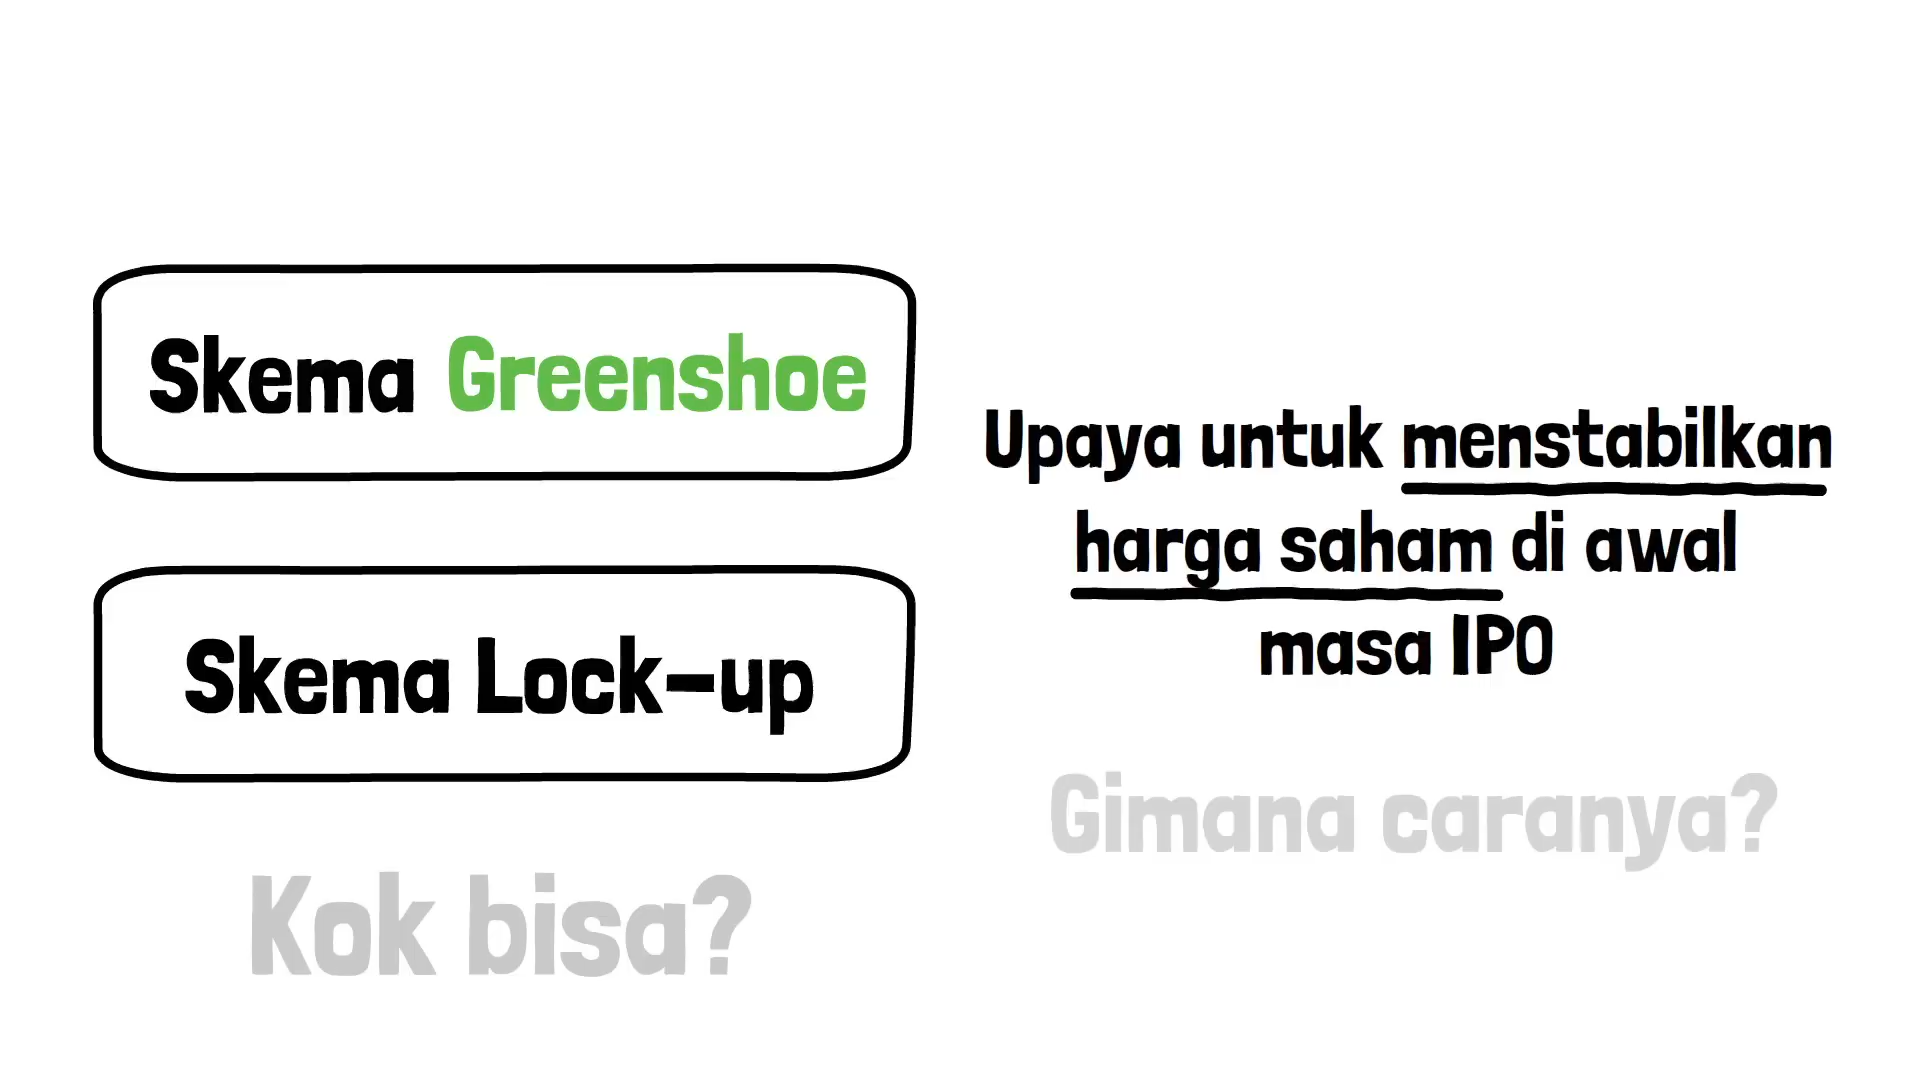 Skema Greenshoe
Skema Lock-up
Kok bisa?
Upaya untuk menstabilkan
harga saham di awal
masa IPO
Gimana caranya?